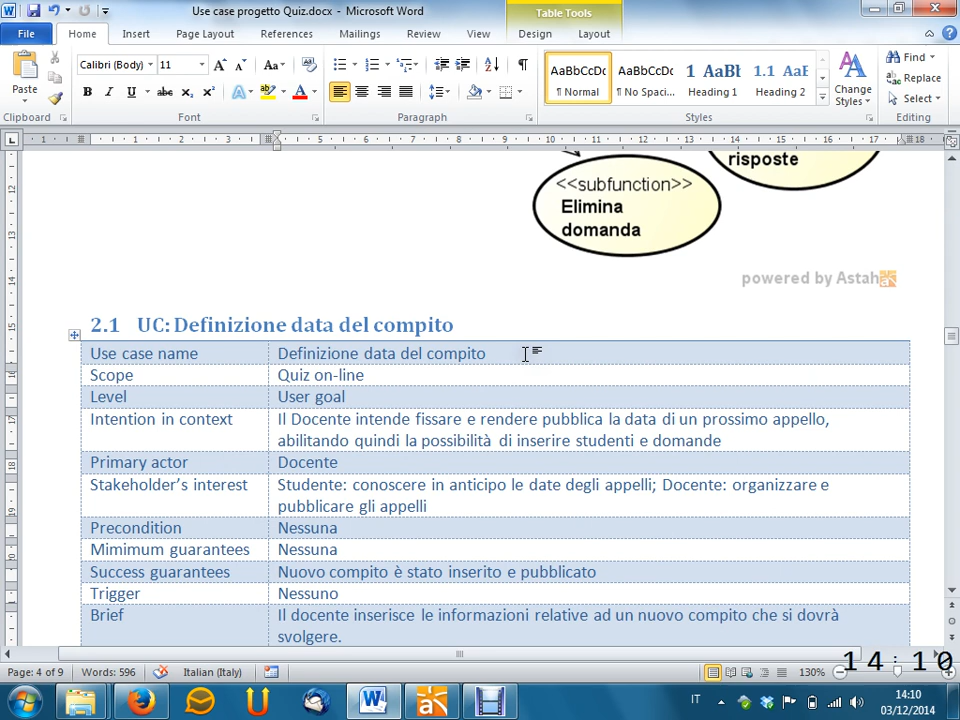 Use case progetto Quiz.docx - Microsoft Word
Table Tools
File Home Insert Page Layout References Mailings Review View Design Layout
Paste
Calibri (Body) 11
Clipboard Font Paragraph Styles Editing
AaBbCcDc AaBbCcDc AaBbC 1.1 AaE
¶ Normal ¶ No Spaci... Heading 1 Heading 2
Change Styles
Find
Replace
Select
risposte
<<subfunction>>
Elimina
domanda
powered by Astah
2.1 UC: Definizione data del compito
Use case name Definizione data del compito
Scope Quiz on-line
Level User goal
Intention in context Il Docente intende fissare e rendere pubblica la data di un prossimo appello,
abilitando quindi la possibilità di inserire studenti e domande
Primary actor Docente
Stakeholder's interest Studente: conoscere in anticipo le date degli appelli; Docente: organizzare e
pubblicare gli appelli
Precondition Nessuna
Mimimum guarantees Nessuna
Success guarantees Nuovo compito è stato inserito e pubblicato
Trigger Nessuno
Brief Il docente inserisce le informazioni relative ad un nuovo compito che si dovrà
svolgere.
Page: 4 of 9 Words: 596 Italian (Italy) 130%
14:10
IT 14:10
03/12/2014